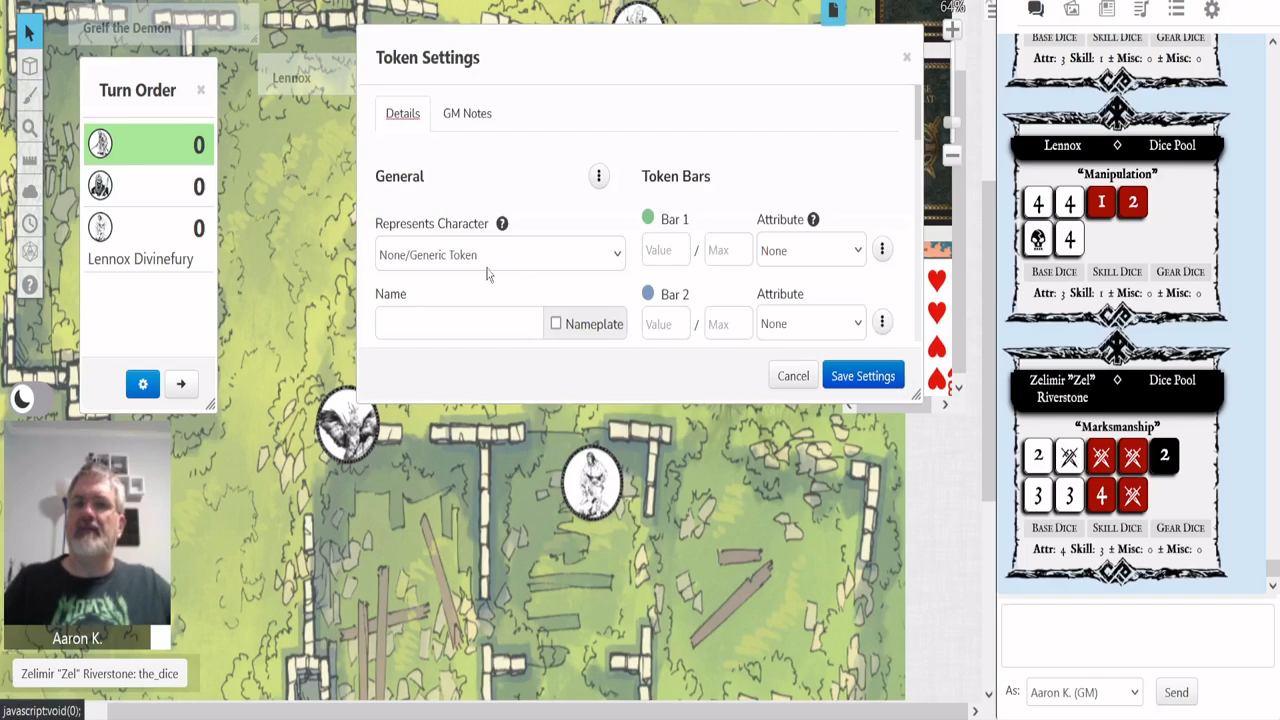 Grelf the Demon
Lennox
64%
Turn Order
0
0
0
Lennox Divinefury
Token Settings
Details
GM Notes
General
Represents Character
None/Generic Token
Name
Nameplate
Token Bars
Bar 1
Attribute
Value / Max
None
Bar 2
Attribute
Value / Max
None
Cancel
Save Settings
Aaron K.
Zelimir "Zel" Riverstone: the_dice
javascript:void(0);
BASE DICE SKILL DICE GEAR DICE
Attr: 3 Skill: 1 ± Misc: 0 ± Misc: 0
Lennox Dice Pool
"Manipulation"
4 4 1 2
4
BASE DICE SKILL DICE GEAR DICE
Attr: 3 Skill: 1 ± Misc: 0 ± Misc: 0
Zelimir "Zel" Dice Pool
Riverstone
"Marksmanship"
2 2
3 3 4
BASE DICE SKILL DICE GEAR DICE
Attr: 4 Skill: 3 ± Misc: 0 ± Misc: 0
As: Aaron K. (GM) Send